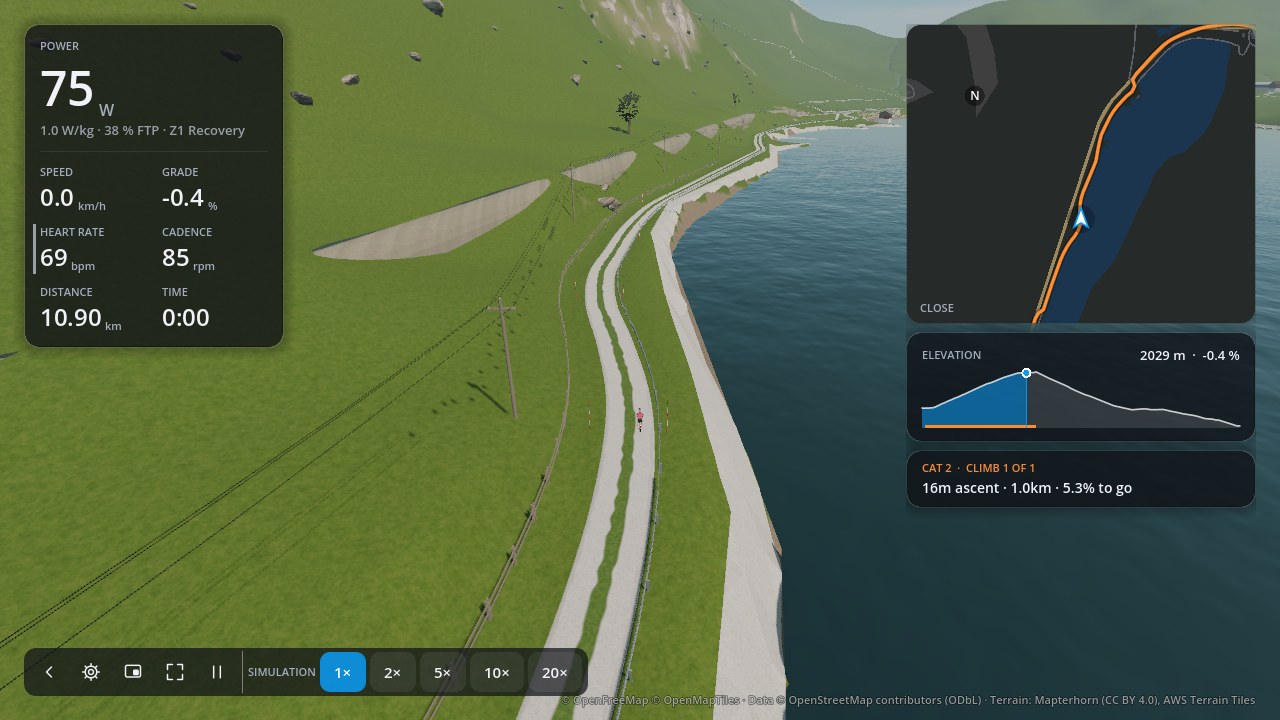 POWER
75 W
1.0 W/kg · 38 % FTP · Z1 Recovery
SPEED
GRADE
0.0 km/h
-0.4 %
HEART RATE
CADENCE
69 bpm
85 rpm
DISTANCE
TIME
10.90 km
0:00
N
CLOSE
ELEVATION
2029 m · -0.4 %
CAT 2 · CLIMB 1 OF 1
16m ascent · 1.0km · 5.3% to go
SIMULATION
1×
2×
5×
10×
20×
© OpenFreeMap © OpenMapTiles · Data © OpenStreetMap contributors (ODbL) · Terrain: Mapterhorn (CC BY 4.0), AWS Terrain Tiles